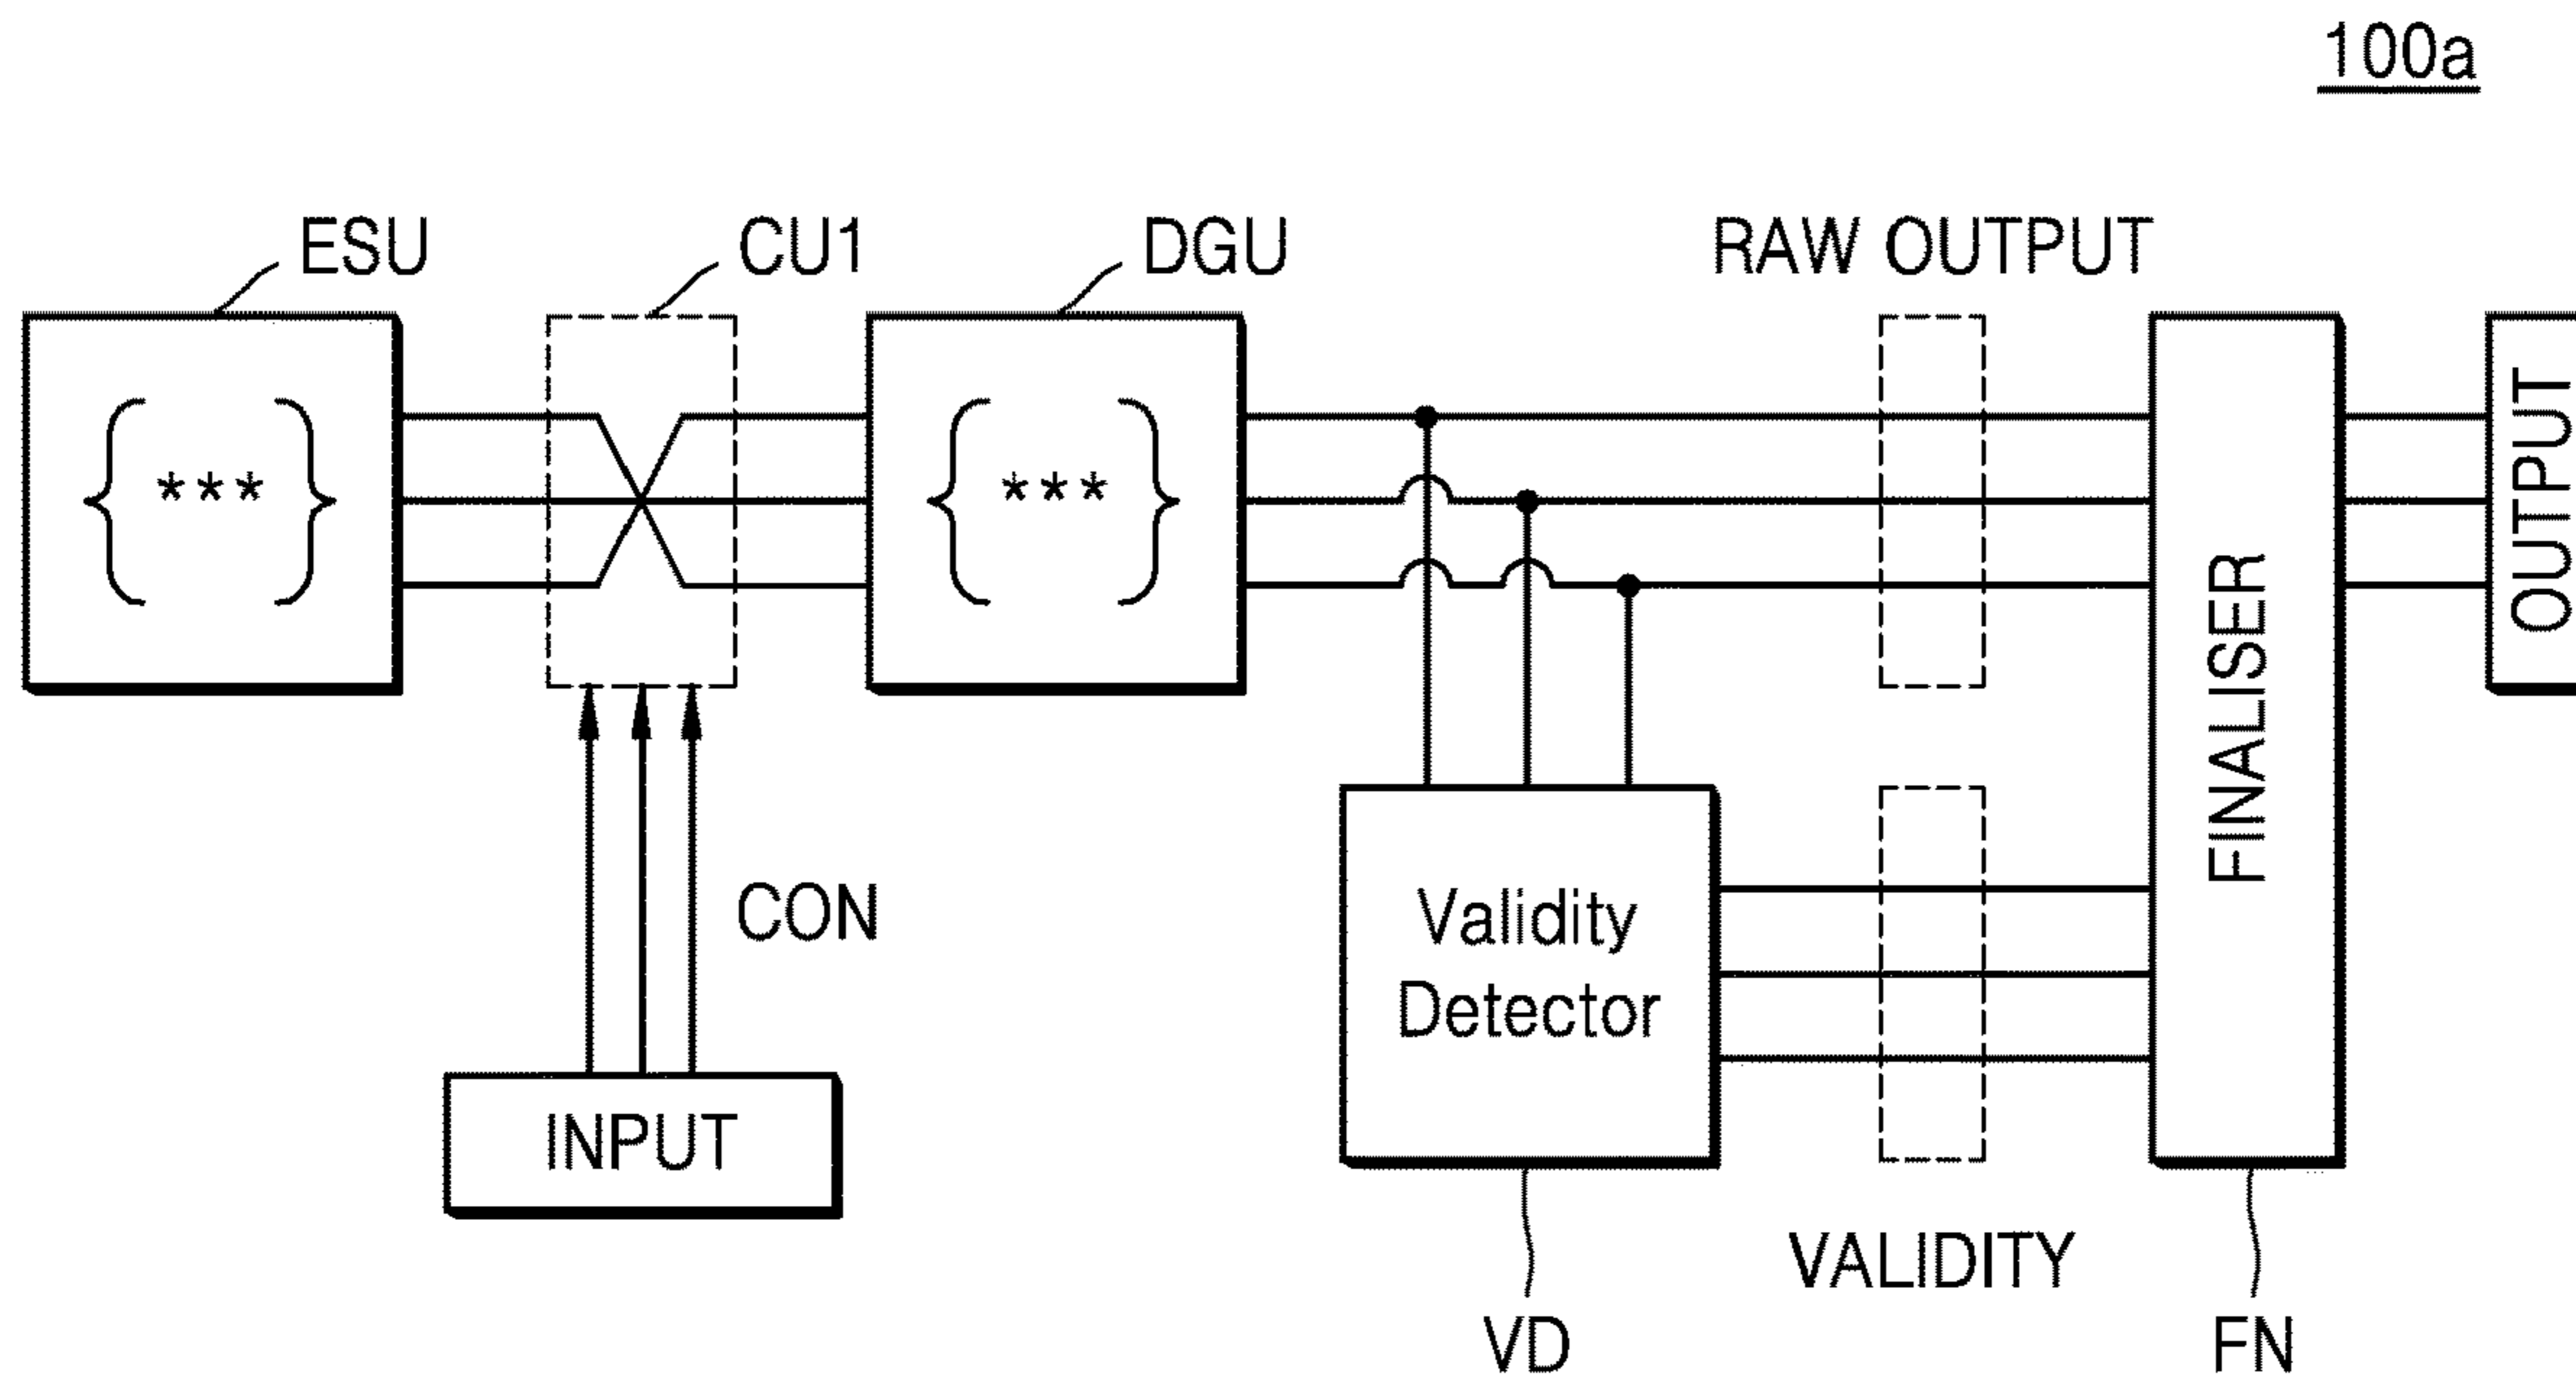 100a
ESU
CU1
DGU
RAW OUTPUT
{ *** }
{ *** }
OUTPUT
FINALISER
CON
Validity
Detector
INPUT
VALIDITY
VD
FN